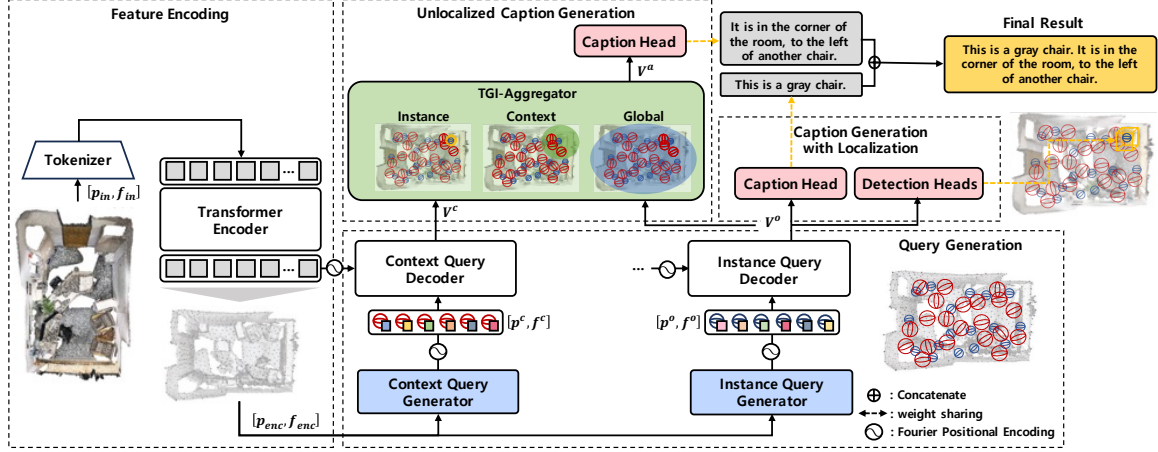 Feature Encoding
Tokenizer
[p_in, f_in]
Transformer
Encoder
...
...
[p_enc, f_enc]
Unlocalized Caption Generation
Caption Head
V^a
TGI-Aggregator
Instance
Context
Global
V^c
V^o
It is in the corner of
the room, to the left
of another chair.
This is a gray chair.
Final Result
This is a gray chair. It is in the
corner of the room, to the left
of another chair.
Caption Generation
with Localization
Caption Head
Detection Heads
Query Generation
Context Query
Decoder
...
Instance Query
Decoder
[p^c, f^c]
[p^o, f^o]
Context Query
Generator
Instance Query
Generator
: Concatenate
: weight sharing
: Fourier Positional Encoding